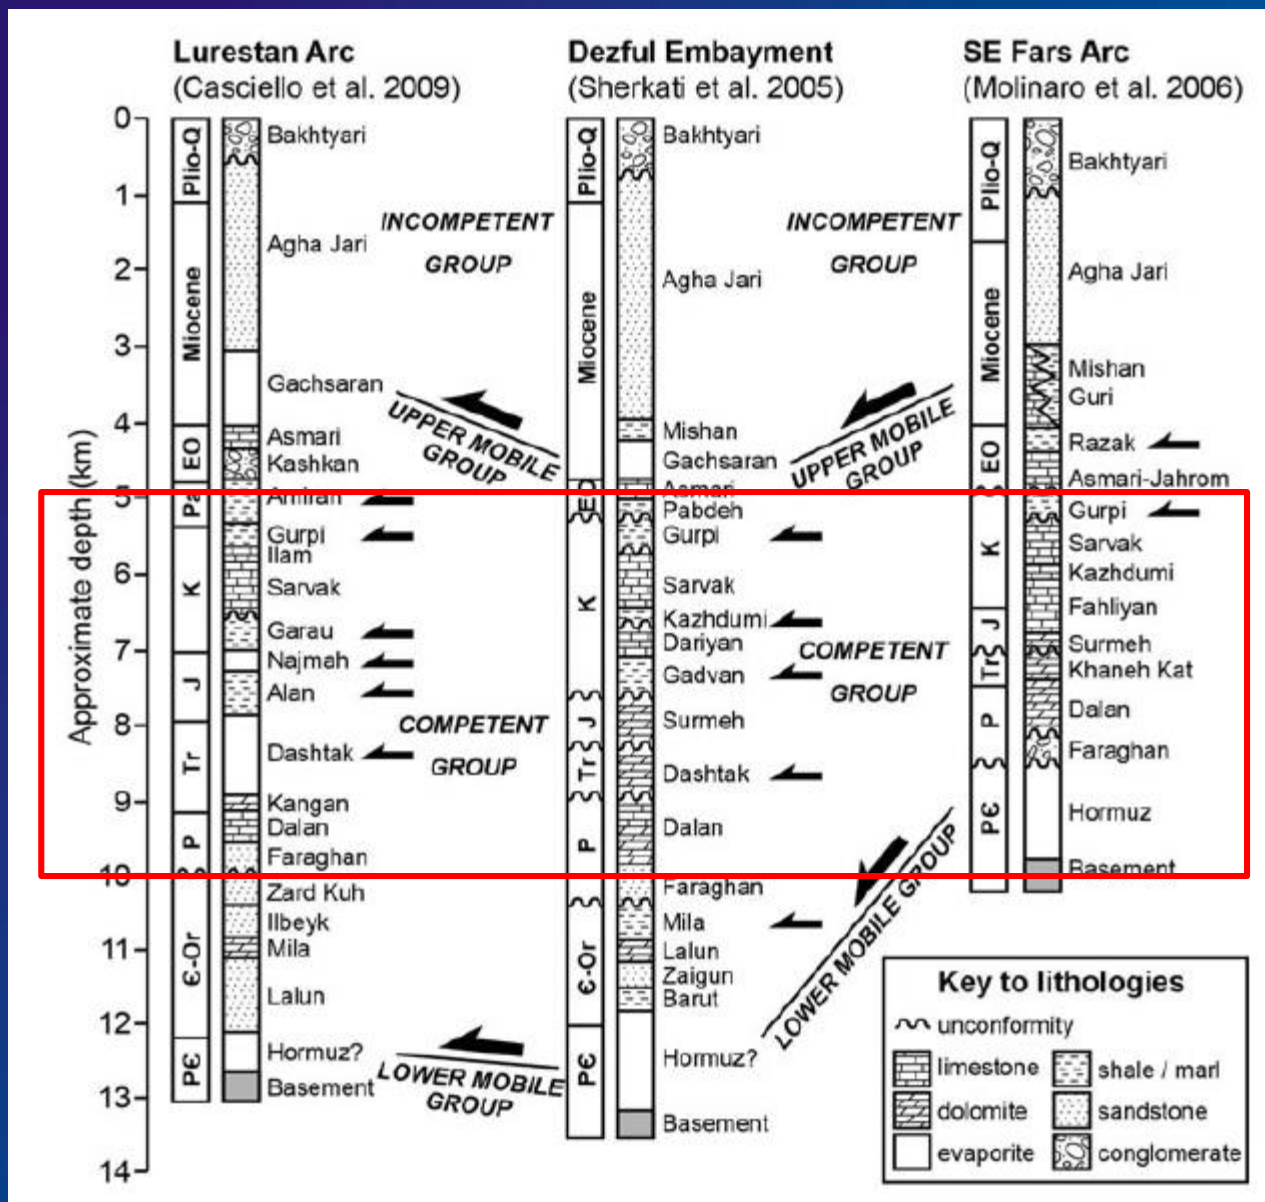 Lurestan Arc
(Casciello et al. 2009)
Dezful Embayment
(Sherkati et al. 2005)
SE Fars Arc
(Molinaro et al. 2006)
Approximate depth (km)
0
1
2
3
4
5
6
7
8
9
10
11
12
13
14
Plio-Q
Miocene
EO
Pa
K
J
Tr
P
Є-Or
PЄ
Bakhtyari
Agha Jari
Gachsaran
Asmari
Kashkan
Amiran
Gurpi
Ilam
Sarvak
Garau
Najmah
Alan
Dashtak
Kangan
Dalan
Faraghan
Zard Kuh
Ilbeyk
Mila
Lalun
Hormuz?
Basement
INCOMPETENT
GROUP
UPPER MOBILE
GROUP
COMPETENT
GROUP
LOWER MOBILE
GROUP
Plio-Q
Miocene
EO
K
J
Tr
P
Є-Or
PЄ
Bakhtyari
Agha Jari
Mishan
Gachsaran
Asmari
Pabdeh
Gurpi
Sarvak
Kazhdumi
Dariyan
Gadvan
Surmeh
Dashtak
Dalan
Faraghan
Mila
Lalun
Zaigun
Barut
Hormuz?
Basement
INCOMPETENT
GROUP
UPPER MOBILE
GROUP
COMPETENT
GROUP
LOWER MOBILE GROUP
Plio-Q
Miocene
EO
K
J
Tr
P
PЄ
Bakhtyari
Agha Jari
Mishan
Guri
Razak
Asmari-Jahrom
Gurpi
Sarvak
Kazhdumi
Fahliyan
Surmeh
Khaneh Kat
Dalan
Faraghan
Hormuz
Basement
Key to lithologies
unconformity
limestone
shale / marl
dolomite
sandstone
evaporite
conglomerate